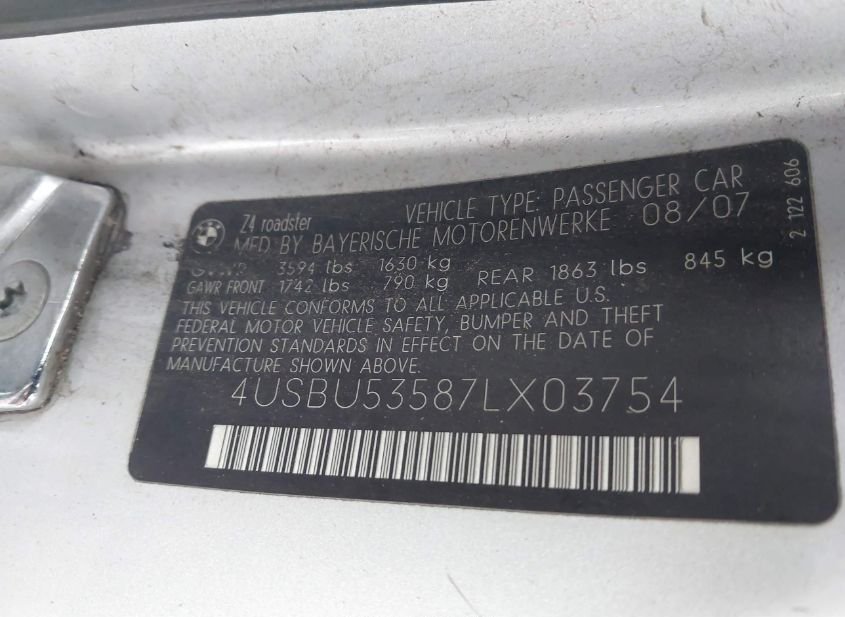 Z4 roadster VEHICLE TYPE: PASSENGER CAR
MFD BY BAYERISCHE MOTORENWERKE 08/07
GVWR 3594 lbs 1630 kg
GAWR FRONT 1742 lbs 790 kg REAR 1863 lbs 845 kg
THIS VEHICLE CONFORMS TO ALL APPLICABLE U.S.
FEDERAL MOTOR VEHICLE SAFETY, BUMPER AND THEFT
PREVENTION STANDARDS IN EFFECT ON THE DATE OF
MANUFACTURE SHOWN ABOVE.
4USBU53587LX03754
2 122 606